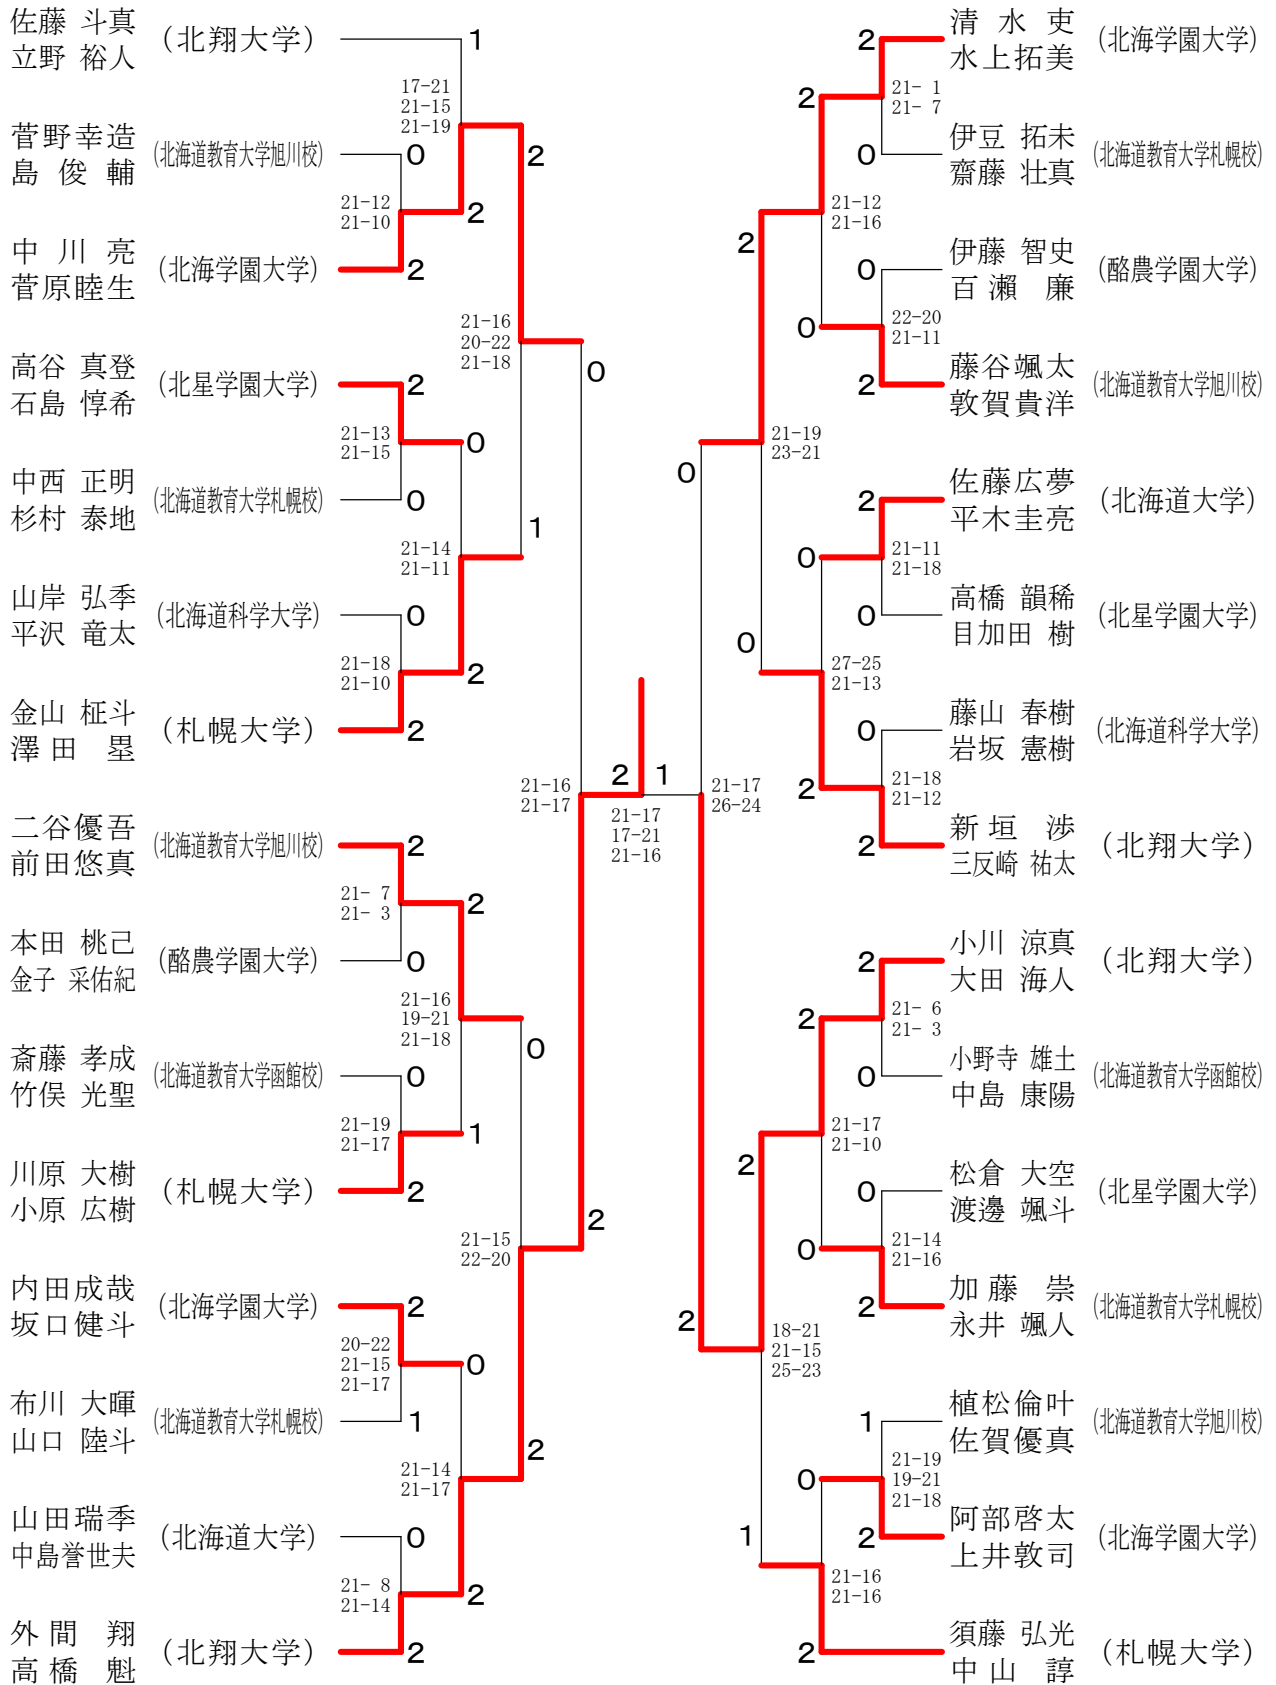 佐藤 斗真
立野 裕人
(北翔大学)
1
17-21
21-15
21-19
菅野幸造
島 俊 輔
(北海道教育大学旭川校)
0
2
21-12
21-10
2
中 川 亮
菅原睦生
(北海学園大学)
2
21-16
20-22
21-18
0
高谷 真登
石島 惇希
(北星学園大学)
2
21-13
21-15
0
中西 正明
杉村 泰地
(北海道教育大学札幌校)
0
1
21-14
21-11
山岸 弘季
平沢 竜太
(北海道科学大学)
0
21-18
21-10
2
金山 柾斗
澤 田 塁
(札幌大学)
2
21-16
21-17
2
1
21-17
17-21
21-16
二谷優吾
前田悠真
(北海道教育大学旭川校)
2
21- 7
21- 3
2
本田 桃己
金子 采佑紀
(酪農学園大学)
0
21-16
19-21
21-18
0
斎藤 孝成
竹俣 光聖
(北海道教育大学函館校)
0
21-19
21-17
1
川原 大樹
小原 広樹
(札幌大学)
2
2
21-15
22-20
内田成哉
坂口健斗
(北海学園大学)
2
20-22
21-15
21-17
0
布川 大暉
山口 陸斗
(北海道教育大学札幌校)
1
2
21-14
21-17
山田瑞季
中島誉世夫
(北海道大学)
0
21- 8
21-14
2
外 間 翔
高 橋 魁
(北翔大学)
2
清 水 吏
水上拓美
(北海学園大学)
2
2
21- 1
21- 7
伊豆 拓未
齋藤 壮真
(北海道教育大学札幌校)
0
21-12
21-16
2
伊藤 智史
百 瀬 廉
(酪農学園大学)
0
0
22-20
21-11
藤谷颯太
敦賀貴洋
(北海道教育大学旭川校)
2
21-19
23-21
0
佐藤広夢
平木圭亮
(北海道大学)
2
0
21-11
21-18
高橋 韻稀
目加田 樹
(北星学園大学)
0
0
27-25
21-13
藤山 春樹
岩坂 憲樹
(北海道科学大学)
0
2
21-18
21-12
新 垣 渉
三反崎 祐太
(北翔大学)
2
21-17
26-24
小川 涼真
大田 海人
(北翔大学)
2
2
21- 6
21- 3
小野寺 雄士
中島 康陽
(北海道教育大学函館校)
0
21-17
21-10
2
松倉 大空
渡邊 颯斗
(北星学園大学)
0
0
21-14
21-16
加 藤 崇
永井 颯人
(北海道教育大学札幌校)
2
2
18-21
21-15
25-23
植松倫叶
佐賀優真
(北海道教育大学旭川校)
1
0
21-19
19-21
21-18
阿部啓太
上井敦司
(北海学園大学)
2
1
21-16
21-16
須藤 弘光
中 山 諄
(札幌大学)
2